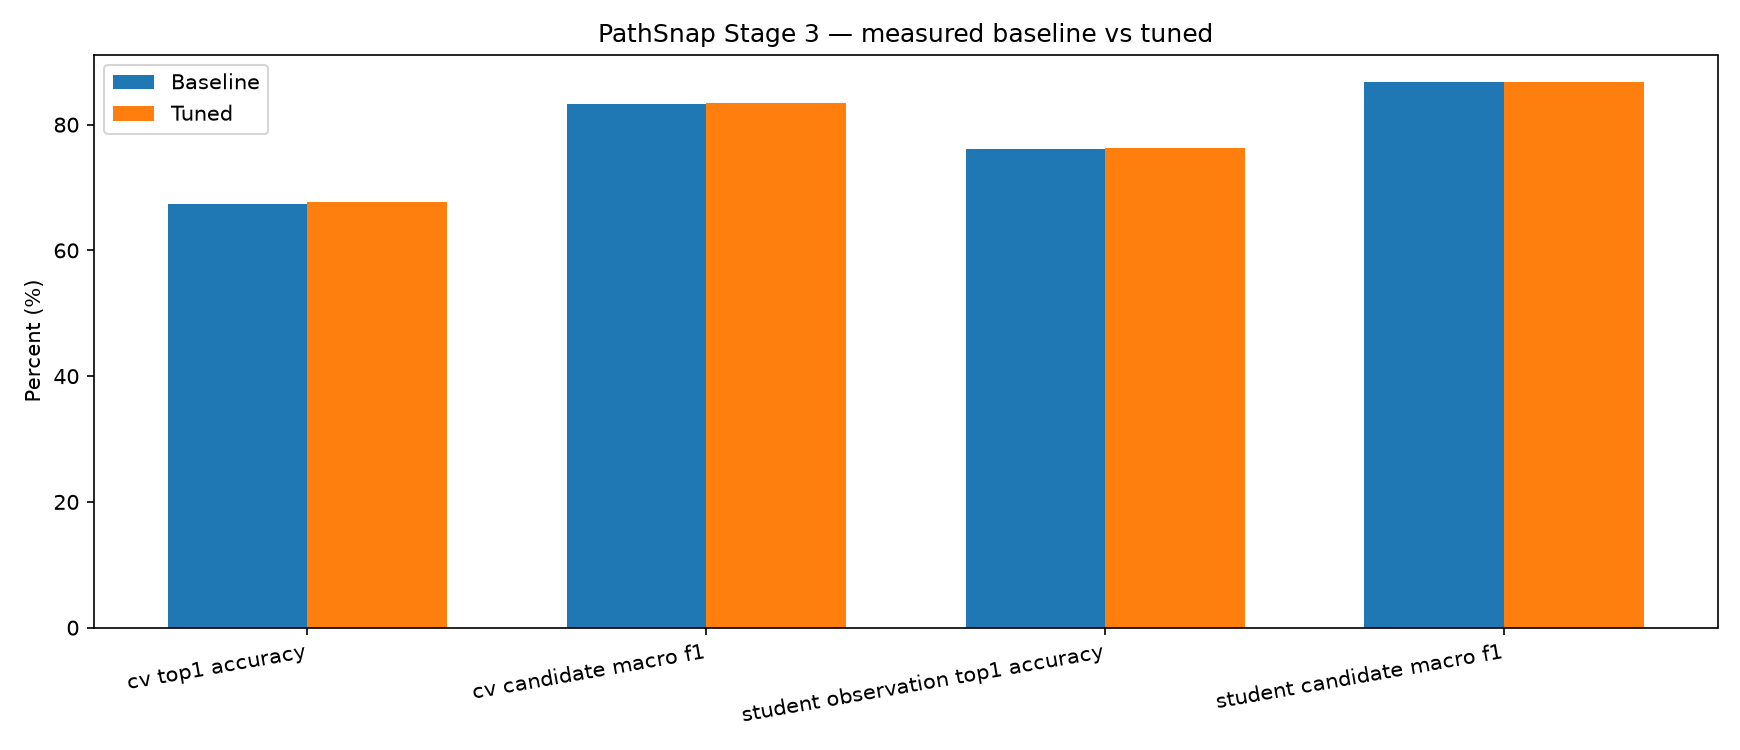 PathSnap Stage 3 — measured baseline vs tuned
Baseline
Tuned
Percent (%)
80
60
40
20
0
cv top1 accuracy
cv candidate macro f1
student observation top1 accuracy
student candidate macro f1